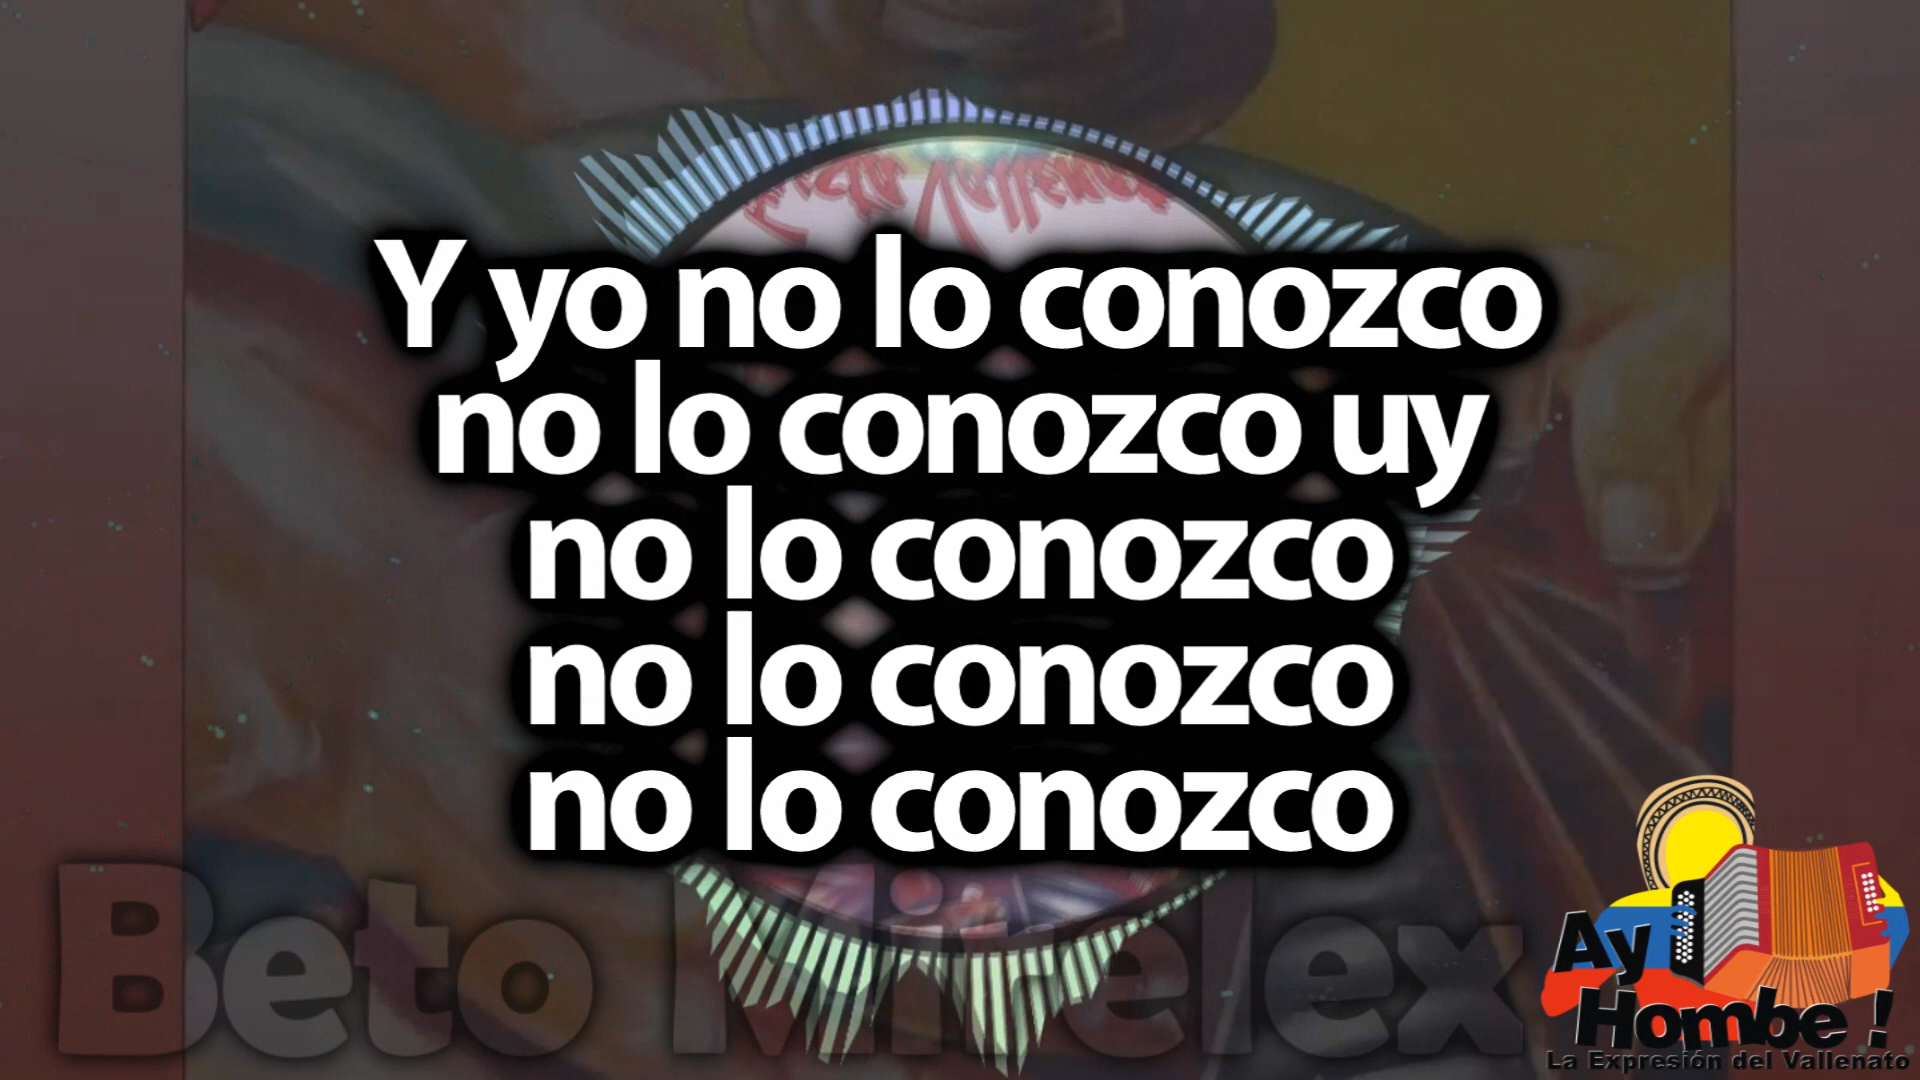 Vallenato
Y yo no lo conozco
no lo conozco uy
no lo conozco
no lo conozco
no lo conozco
Beto Mirelex
Ay
Hombe !
La Expresión del Vallenato